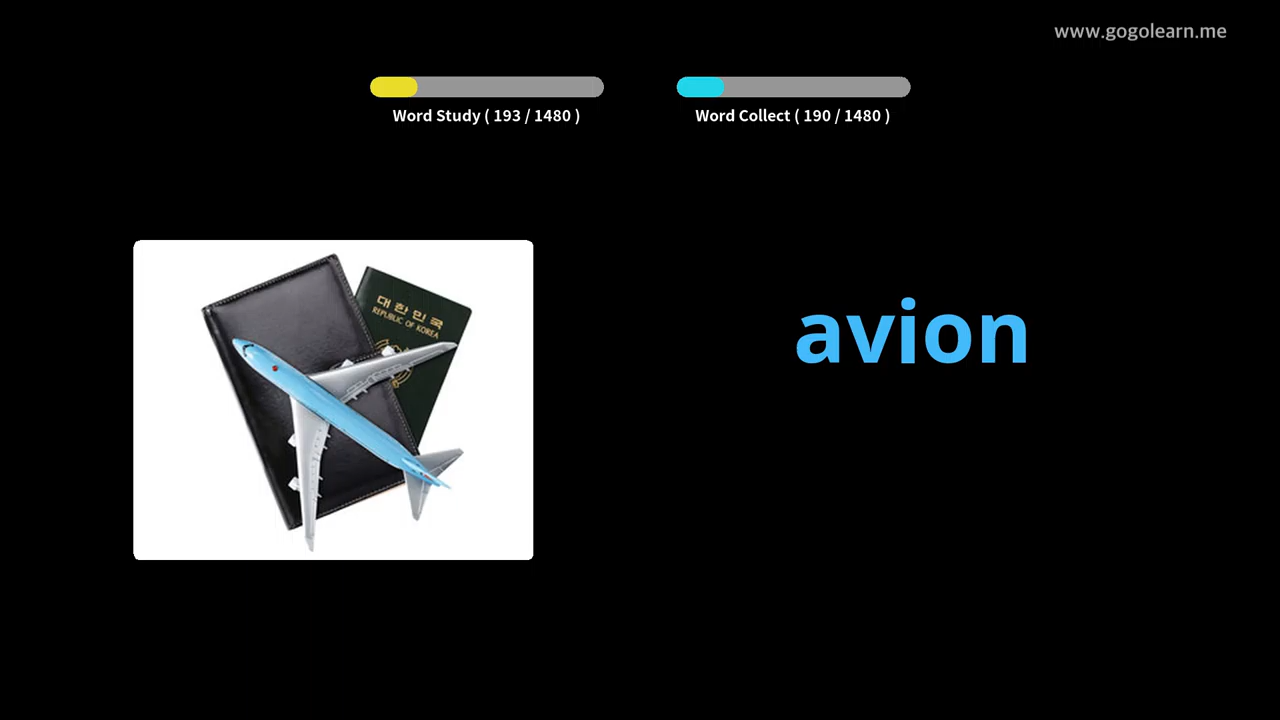 www.gogolearn.me
Word Study ( 193 / 1480 )
Word Collect ( 190 / 1480 )
대한민국
REPUBLIC OF KOREA
avion